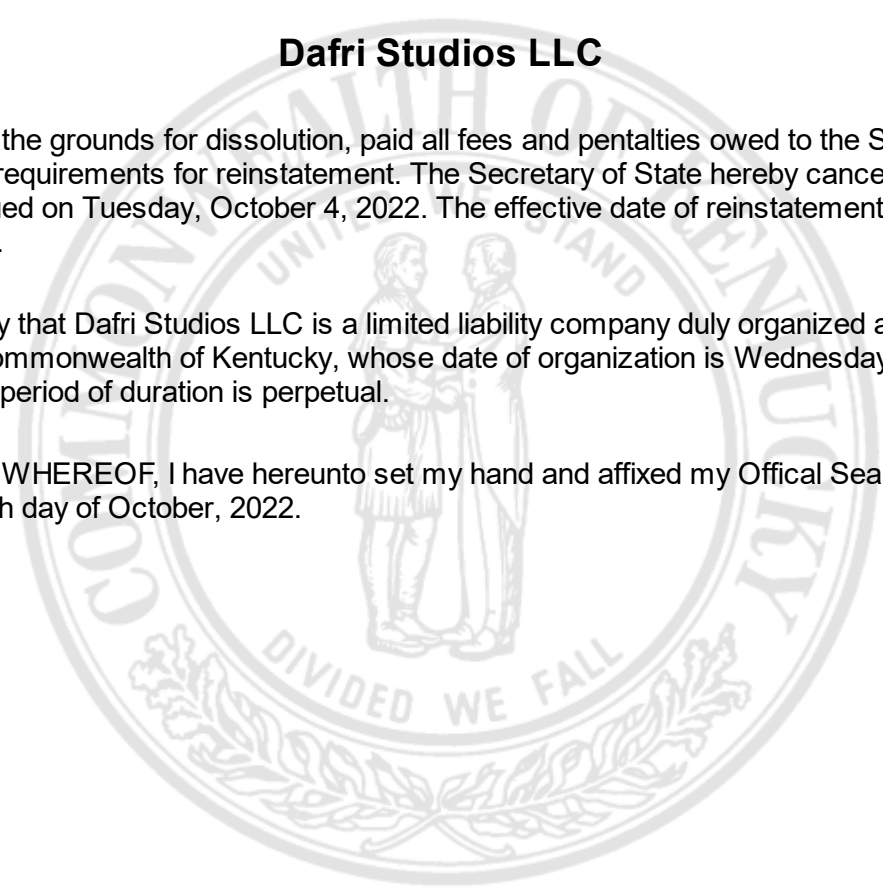 Dafri Studios LLC
the grounds for dissolution, paid all fees and pentalties owed to the S
requirements for reinstatement. The Secretary of State hereby cance
ued on Tuesday, October 4, 2022. The effective date of reinstatement
.
y that Dafri Studios LLC is a limited liability company duly organized a
ommonwealth of Kentucky, whose date of organization is Wednesday
period of duration is perpetual.
WHEREOF, I have hereunto set my hand and affixed my Offical Sea
h day of October, 2022.
COMMONWEALTH OF KENTUCKY
UNITED WE STAND
DIVIDED WE FALL